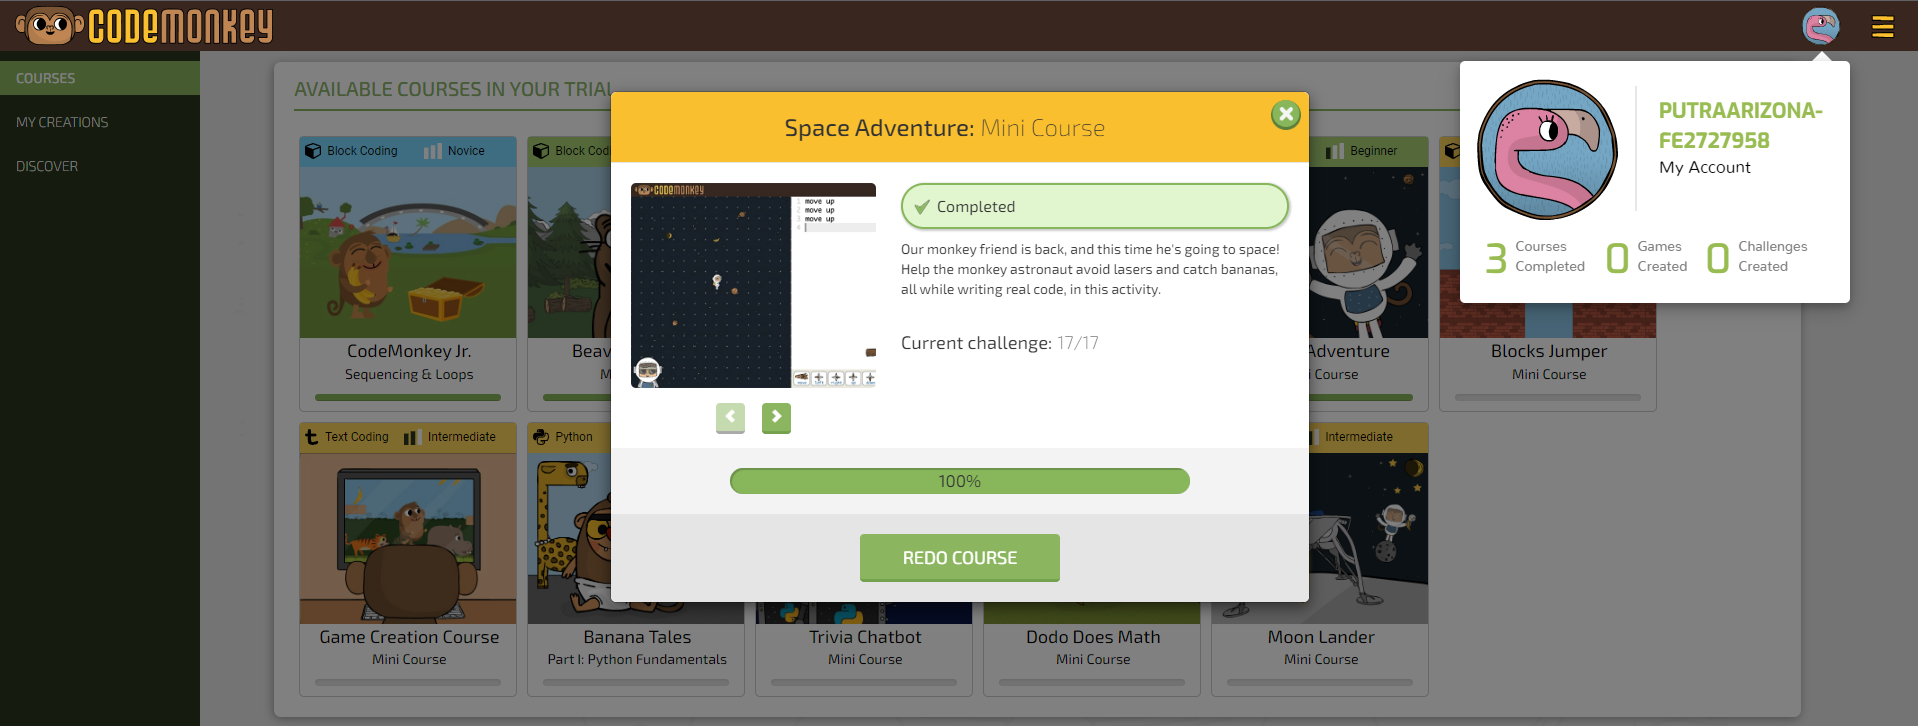 CODEMONKEY
COURSES
MY CREATIONS
DISCOVER
AVAILABLE COURSES IN YOUR TRIAL
Block Coding Novice
CodeMonkey Jr.
Sequencing & Loops
Beginner
Adventure
Blocks Jumper
Mini Course
Text Coding Intermediate
Game Creation Course
Mini Course
Python
Banana Tales
Part I: Python Fundamentals
Trivia Chatbot
Mini Course
Dodo Does Math
Mini Course
Intermediate
Moon Lander
Mini Course
Space Adventure: Mini Course
CODEMONKEY
1 move up
2 move up
3 move up
4
Completed
Our monkey friend is back, and this time he's going to space!
Help the monkey astronaut avoid lasers and catch bananas,
all while writing real code, in this activity.
Current challenge: 17/17
100%
REDO COURSE
PUTRAARIZONA-
FE2727958
My Account
3 Courses Completed
0 Games Created
0 Challenges Created